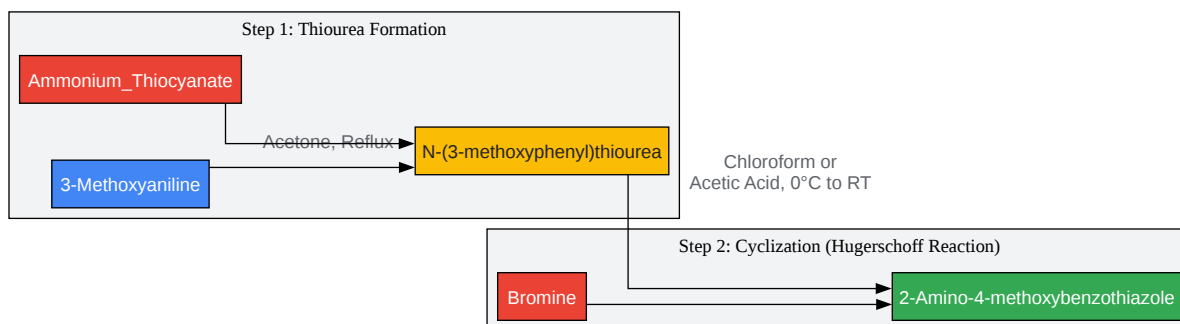 Step 1: Thiourea Formation
Ammonium_Thiocyanate
Acetone, Reflux
N-(3-methoxyphenyl)thiourea
3-Methoxyaniline
Chloroform or
Acetic Acid, 0°C to RT
Step 2: Cyclization (Hugerschoff Reaction)
Bromine
2-Amino-4-methoxybenzothiazole